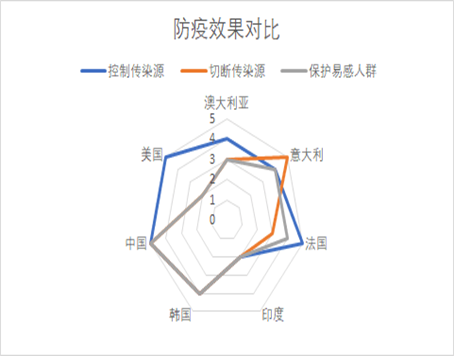 防疫效果对比
控制传染源 切断传染源 保护易感人群
澳大利亚
5
美国 4 意大利
3
2
1
0
中国 法国
韩国 印度